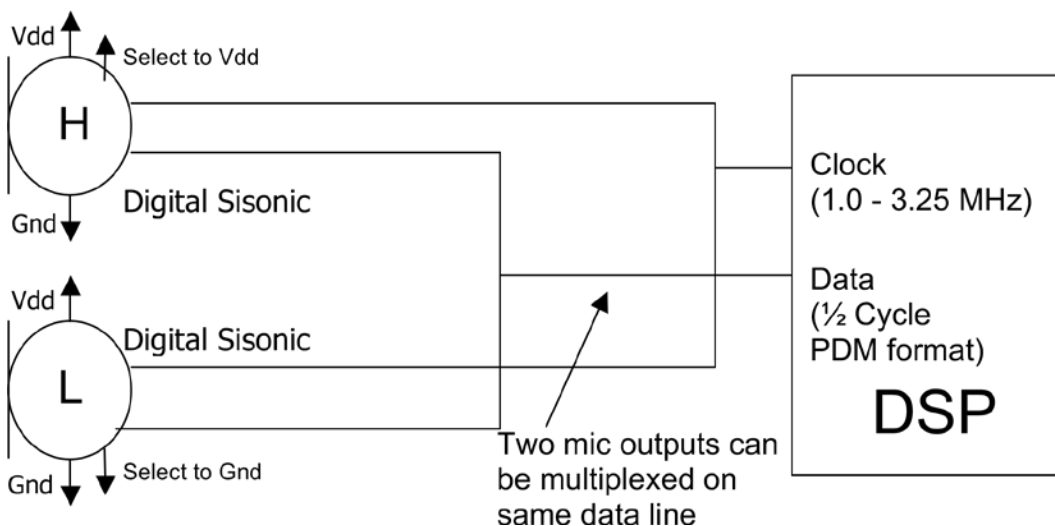 Vdd
Select to Vdd
H
Digital Sisonic
Gnd
Vdd
Digital Sisonic
L
Gnd
Select to Gnd
Two mic outputs can
be multiplexed on
same data line
Clock
(1.0 - 3.25 MHz)
Data
(½ Cycle
PDM format)
DSP